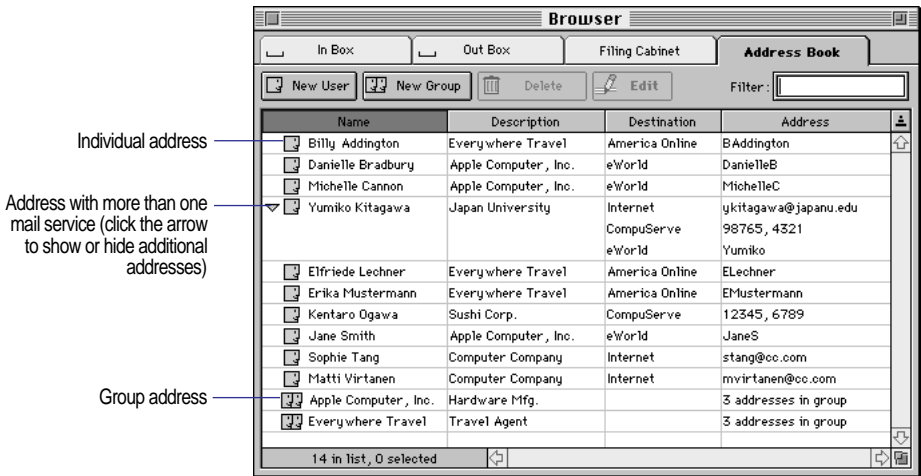 Browser
In Box Out Box Filing Cabinet Address Book
New User New Group Delete Edit Filter:
Name Description Destination Address
Individual address
Billy Addington Everywhere Travel America Online BAddington
Danielle Bradbury Apple Computer, Inc. eWorld DanielleB
Michelle Cannon Apple Computer, Inc. eWorld MichelleC
Address with more than one
mail service (click the arrow
to show or hide additional
addresses)
Yumiko Kitagawa Japan University Internet ykitagawa@japanu.edu
CompuServe 98765, 4321
eWorld Yumiko
Elfriede Lechner Everywhere Travel America Online ELechner
Erika Mustermann Everywhere Travel America Online EMustermann
Kentaro Ogawa Sushi Corp. CompuServe 12345, 6789
Jane Smith Apple Computer, Inc. eWorld JaneS
Sophie Tang Computer Company Internet stang@cc.com
Matti Virtanen Computer Company Internet mvirtanen@cc.com
Group address
Apple Computer, Inc. Hardware Mfg. 3 addresses in group
Everywhere Travel Travel Agent 3 addresses in group
14 in list, 0 selected